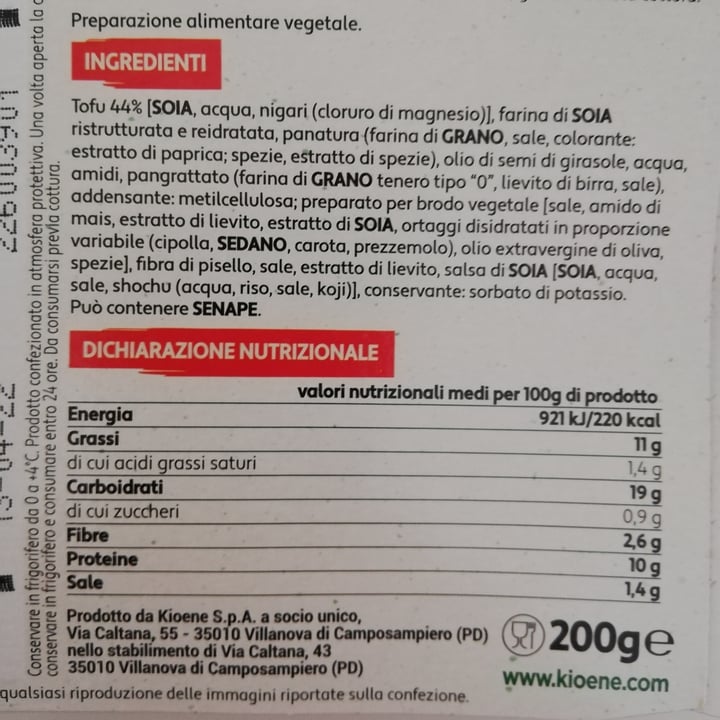 Preparazione alimentare vegetale.
INGREDIENTI
Tofu 44% [SOIA, acqua, nigari (cloruro di magnesio)], farina di SOIA
ristrutturata e reidratata, panatura (farina di GRANO, sale, colorante:
estratto di paprica; spezie, estratto di spezie), olio di semi di girasole, acqua,
amidi, pangrattato (farina di GRANO tenero tipo "0", lievito di birra, sale),
addensante: metilcellulosa; preparato per brodo vegetale [sale, amido di
mais, estratto di lievito, estratto di SOIA, ortaggi disidratati in proporzione
variabile (cipolla, SEDANO, carota, prezzemolo), olio extravergine di oliva,
spezie], fibra di pisello, sale, estratto di lievito, salsa di SOIA [SOIA, acqua,
sale, shochu (acqua, riso, sale, koji)], conservante: sorbato di potassio.
Può contenere SENAPE.
DICHIARAZIONE NUTRIZIONALE
valori nutrizionali medi per 100g di prodotto
Energia 921 kJ/220 kcal
Grassi 11 g
di cui acidi grassi saturi 1,4 g
Carboidrati 19 g
di cui zuccheri 0,9 g
Fibre 2,6 g
Proteine 10 g
Sale 1,4 g
Prodotto da Kioene S.p.A. a socio unico,
Via Caltana, 55 - 35010 Villanova di Camposampiero (PD)
nello stabilimento di Via Caltana, 43
35010 Villanova di Camposampiero (PD)
200g e
www.kioene.com
qualsiasi riproduzione delle immagini riportate sulla confezione.
Conservare in frigorifero da 0 a +4°C. Prodotto confezionato in atmosfera protettiva. Una volta aperta la
conservare in frigorifero e consumare entro 24 ore. Da consumarsi previa cottura.